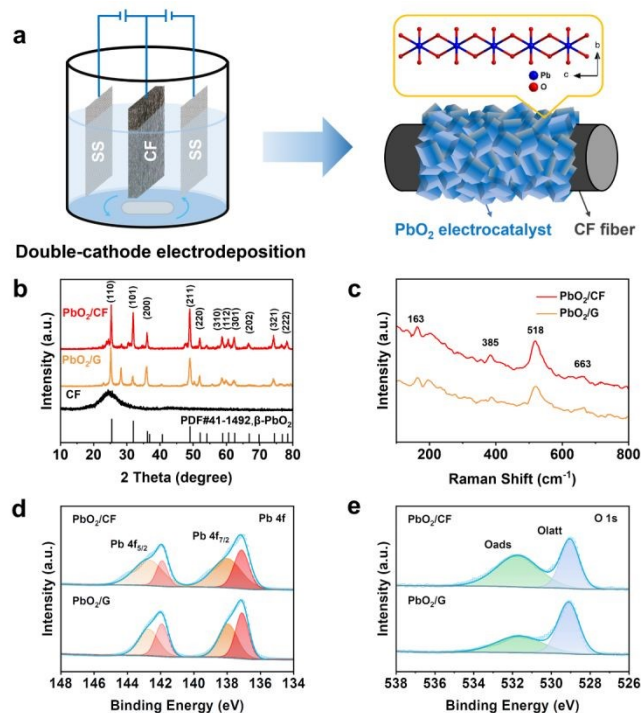 a
SS
CF
SS
Double-cathode electrodeposition
b
c
Pb
O
PbO₂ electrocatalyst
CF fiber
b
Intensity (a.u.)
PbO₂/CF
PbO₂/G
CF
(110)
(101)
(200)
(211)
(220)
(310)
(112)
(301)
(202)
(321)
(222)
PDF#41-1492,β-PbO₂
10 20 30 40 50 60 70 80
2 Theta (degree)
c
Intensity (a.u.)
PbO₂/CF
PbO₂/G
163
385
518
663
200 400 600 800
Raman Shift (cm⁻¹)
d
Intensity (a.u.)
PbO₂/CF
Pb 4f
Pb 4f₅/₂
Pb 4f₇/₂
PbO₂/G
148 146 144 142 140 138 136 134
Binding Energy (eV)
e
Intensity (a.u.)
PbO₂/CF
O 1s
Oads
Olatt
PbO₂/G
538 536 534 532 530 528 526
Binding Energy (eV)